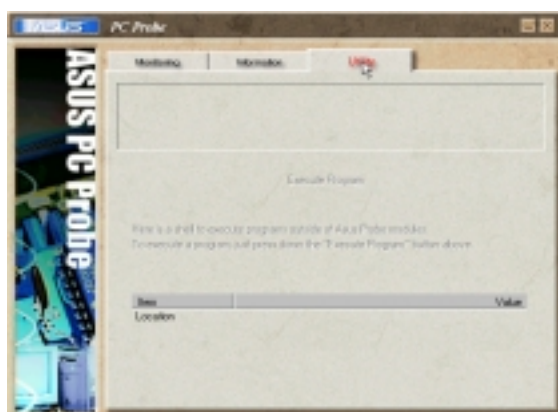 ASUS PC Probe
Monitoring Information Utility
ASUS PC Probe
Execute Program
Here is a shell to execute programs outside of Asus Probe modules.
To execute a program just press down the "Execute Program" button above.
Item Value
Location